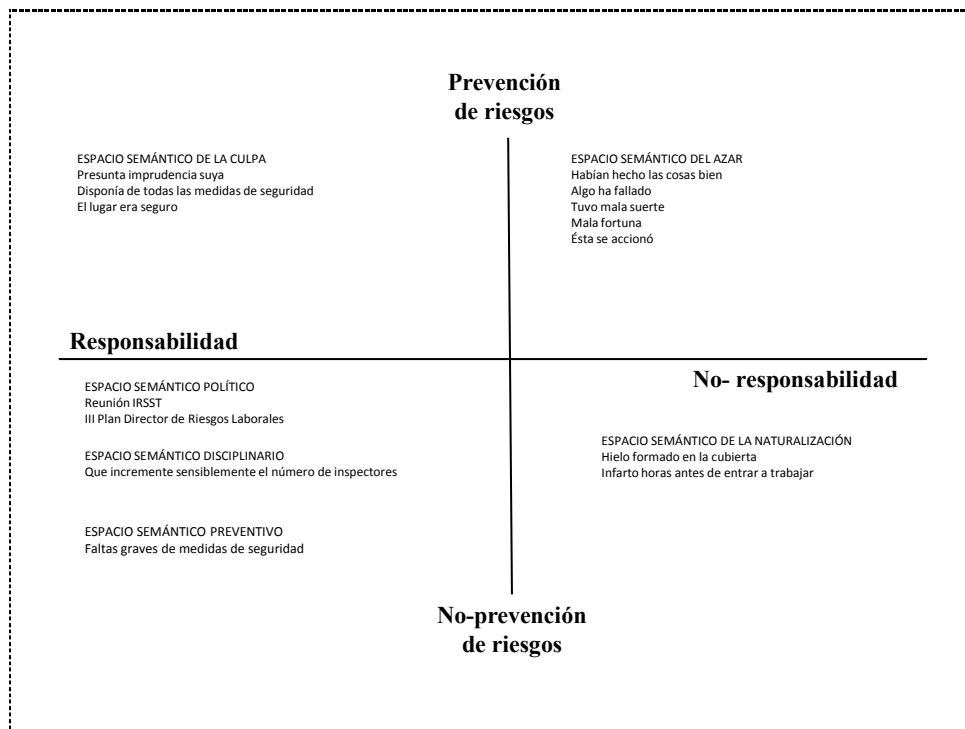 Prevención
de riesgos
ESPACIO SEMÁNTICO DE LA CULPA
Presunta imprudencia suya
Disponía de todas las medidas de seguridad
El lugar era seguro
ESPACIO SEMÁNTICO DEL AZAR
Habían hecho las cosas bien
Algo ha fallado
Tuvo mala suerte
Mala fortuna
Ésta se accionó
Responsabilidad
No- responsabilidad
ESPACIO SEMÁNTICO POLÍTICO
Reunión IRSST
III Plan Director de Riesgos Laborales
ESPACIO SEMÁNTICO DISCIPLINARIO
Que incremente sensiblemente el número de inspectores
ESPACIO SEMÁNTICO PREVENTIVO
Faltas graves de medidas de seguridad
ESPACIO SEMÁNTICO DE LA NATURALIZACIÓN
Hielo formado en la cubierta
Infarto horas antes de entrar a trabajar
No-prevención
de riesgos